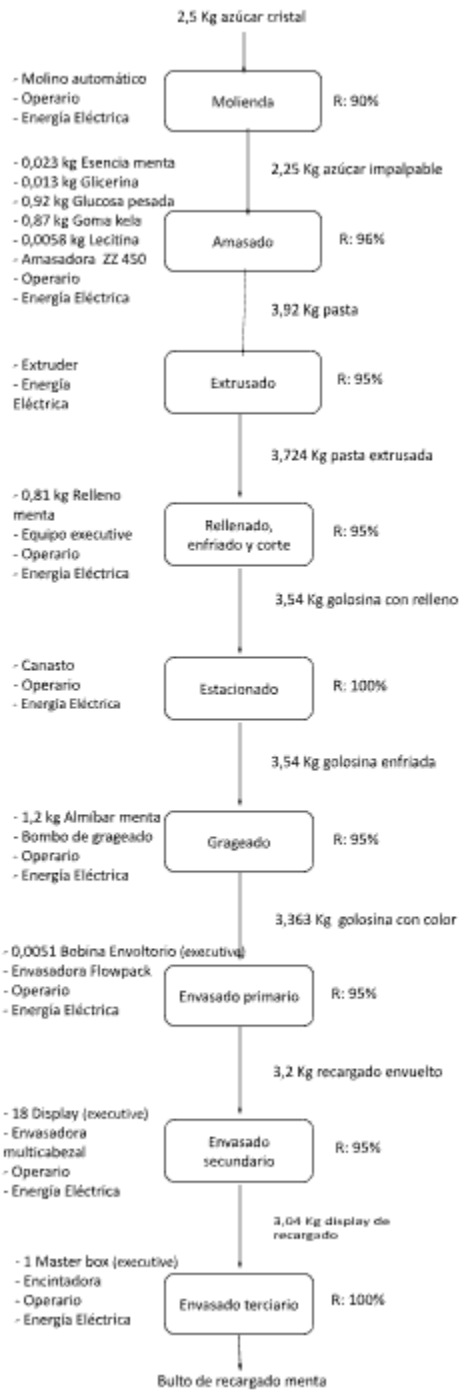 2,5 Kg azúcar cristal
- Molino automático
- Operario
- Energía Eléctrica
Molienda
R: 90%
2,25 Kg azúcar impalpable
- 0,023 kg Esencia menta
- 0,013 kg Glicerina
- 0,92 kg Glucosa pesada
- 0,87 kg Goma kela
- 0,0058 kg Lecitina
- Amasadora ZZ 450
- Operario
- Energía Eléctrica
Amasado
R: 96%
3,92 Kg pasta
- Extruder
- Energía
Eléctrica
Extrusado
R: 95%
3,724 Kg pasta extrusada
- 0,81 kg Relleno
menta
- Equipo executive
- Operario
- Energía Eléctrica
Rellenado,
enfriado y corte
R: 95%
3,54 Kg golosina con relleno
- Canasto
- Operario
- Energía Eléctrica
Estacionado
R: 100%
3,54 Kg golosina enfriada
- 1,2 kg Almíbar menta
- Bombo de grageado
- Operario
- Energía Eléctrica
Grageado
R: 95%
3,363 Kg golosina con color
- 0,0051 Bobina Envoltorio (executive)
- Envasadora Flowpack
- Operario
- Energía Eléctrica
Envasado primario
R: 95%
3,2 Kg recargado envuelto
- 18 Display (executive)
- Envasadora
multicabezal
- Operario
- Energía Eléctrica
Envasado
secundario
R: 95%
3,04 Kg display de
recargado
- 1 Master box (executive)
- Encintadora
- Operario
- Energía Eléctrica
Envasado terciario
R: 100%
Bulto de recargado menta